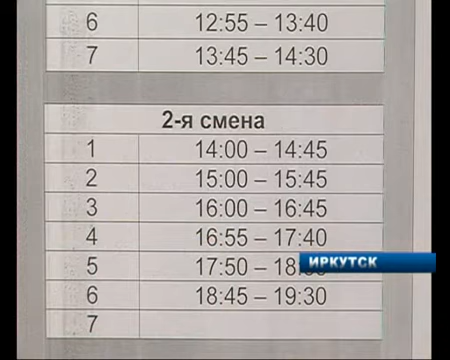 6 12:55 – 13:40
7 13:45 – 14:30
2-я смена
1 14:00 – 14:45
2 15:00 – 15:45
3 16:00 – 16:45
4 16:55 – 17:40
5 17:50 –
ИРКУТСК
6 18:45 – 19:30
7